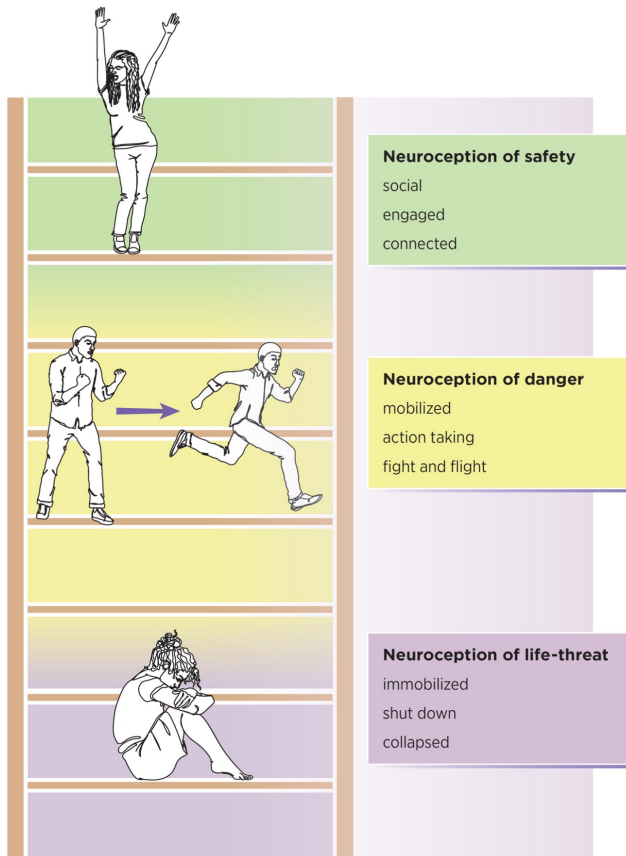 Neuroception of safety
social
engaged
connected
Neuroception of danger
mobilized
action taking
fight and flight
Neuroception of life-threat
immobilized
shut down
collapsed